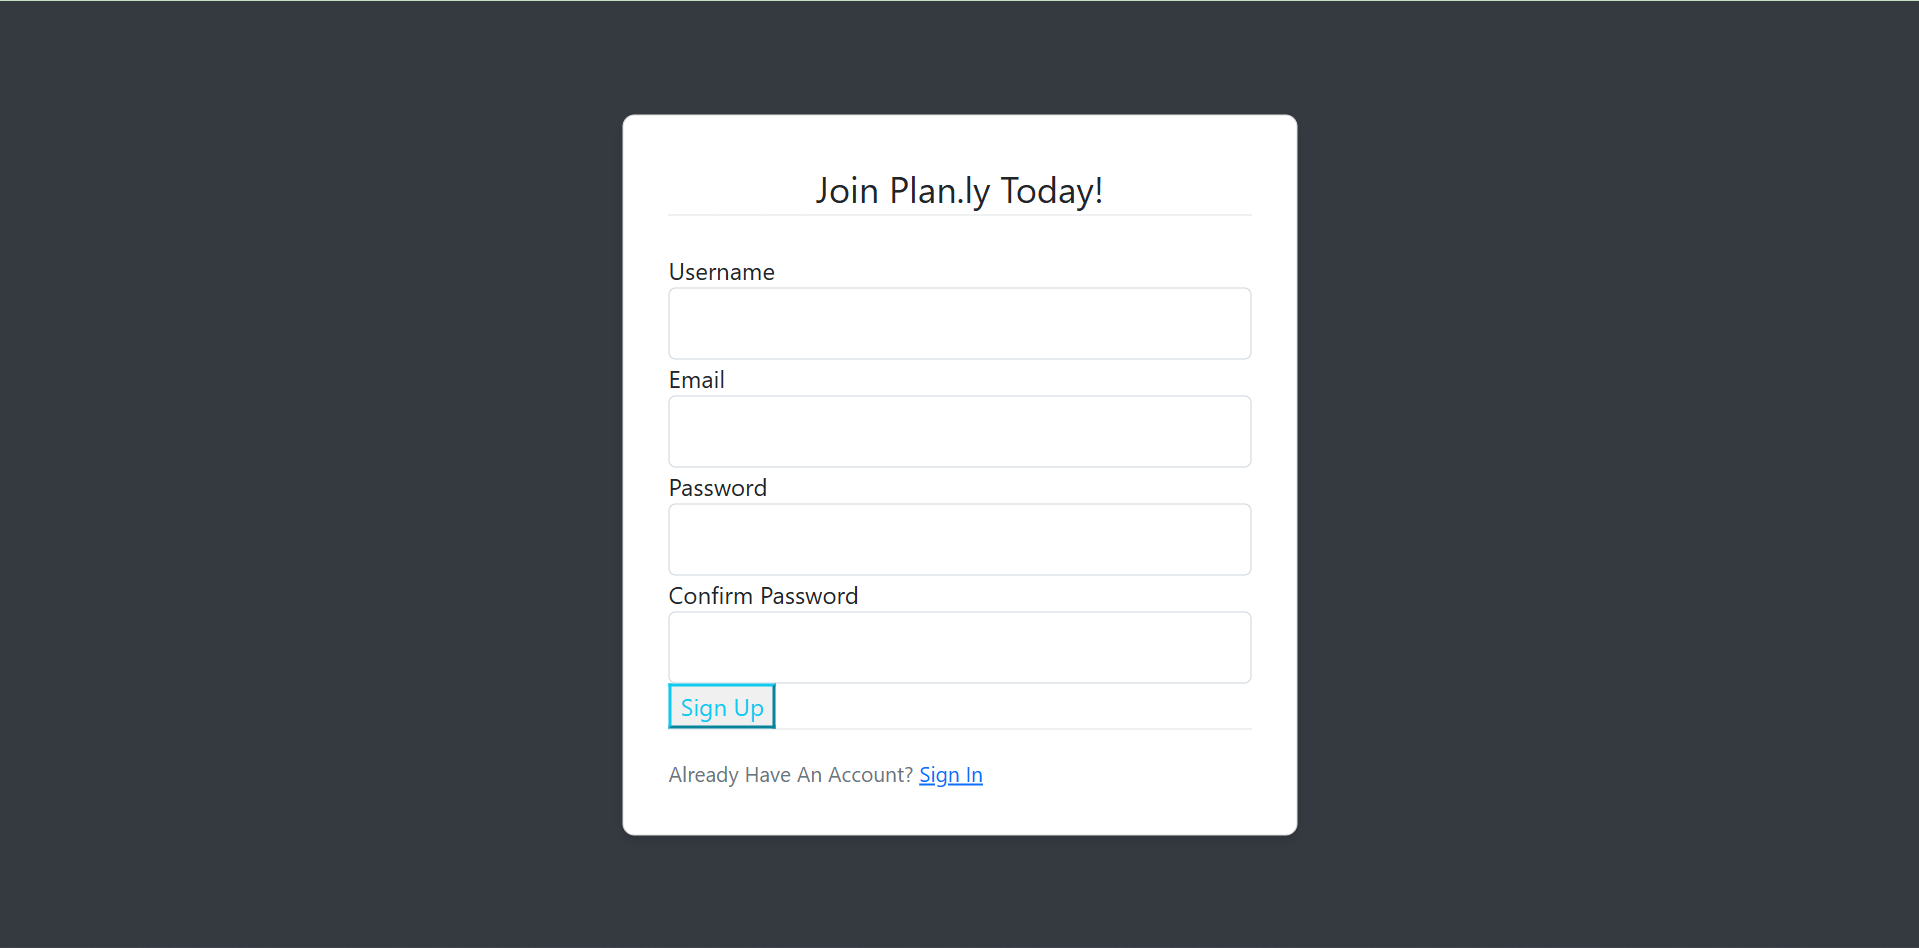 Join Plan.ly Today!
Username
Email
Password
Confirm Password
Sign Up
Already Have An Account? Sign In